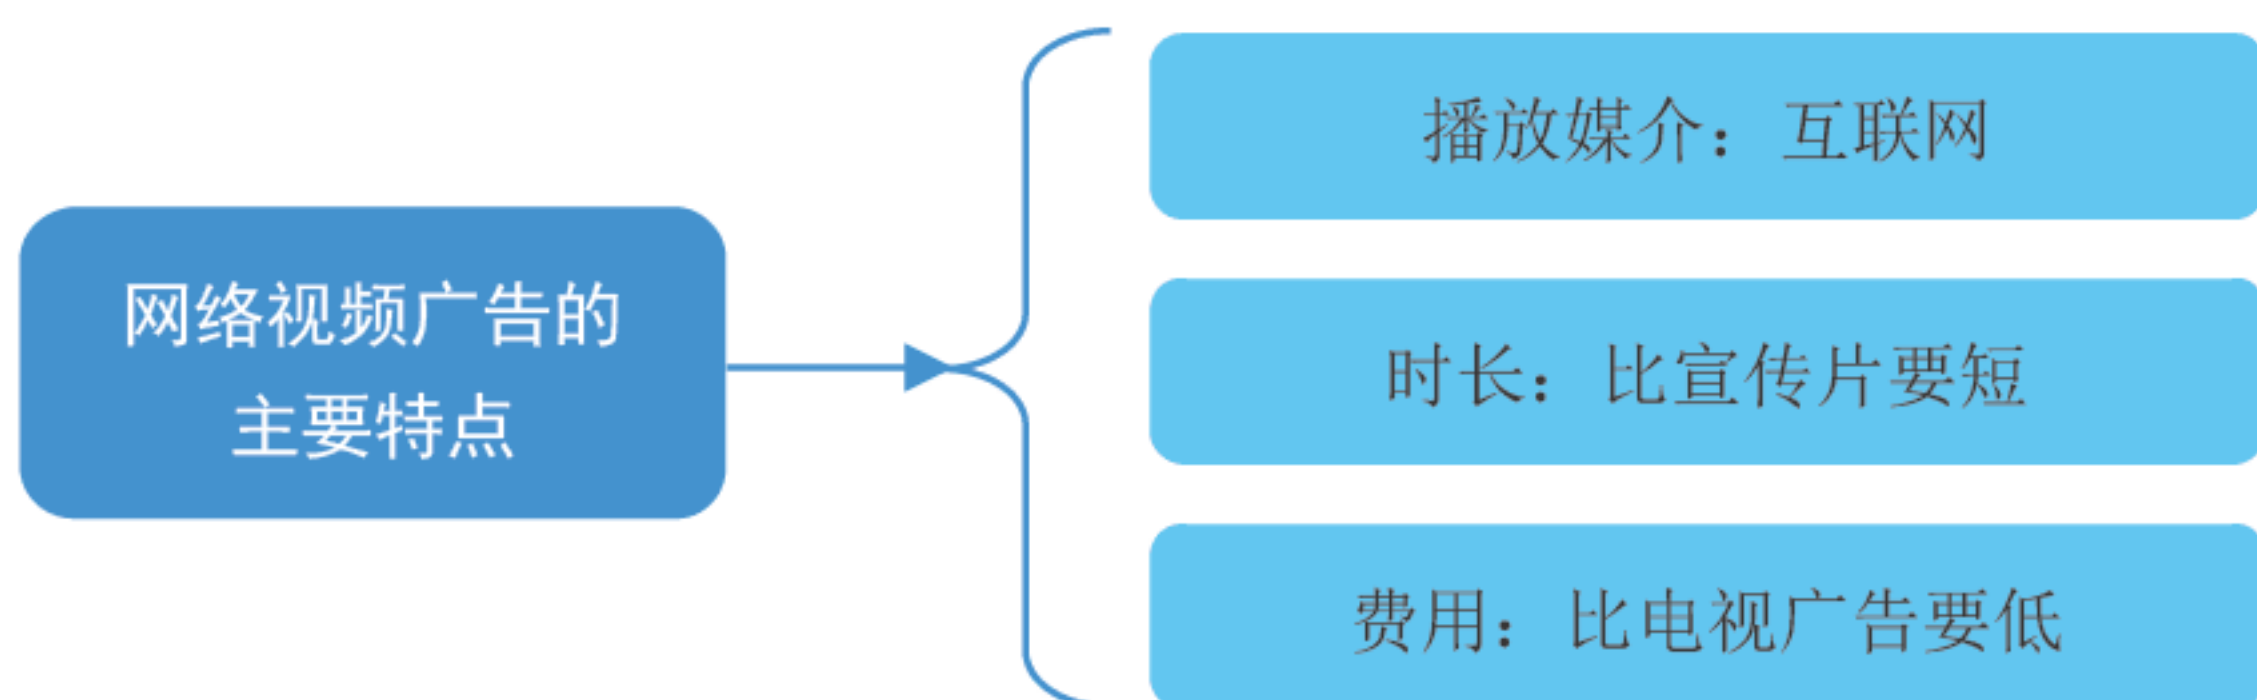 网络视频广告的
主要特点
播放媒介：互联网
时长：比宣传片要短
费用：比电视广告要低